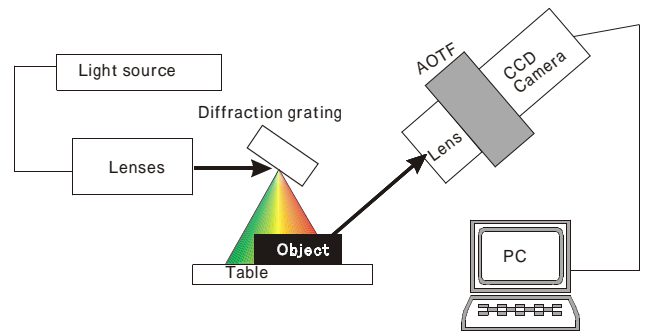 Light source
Lenses
Diffraction grating
Object
Table
Lens
AOTF
CCD
Camera
PC